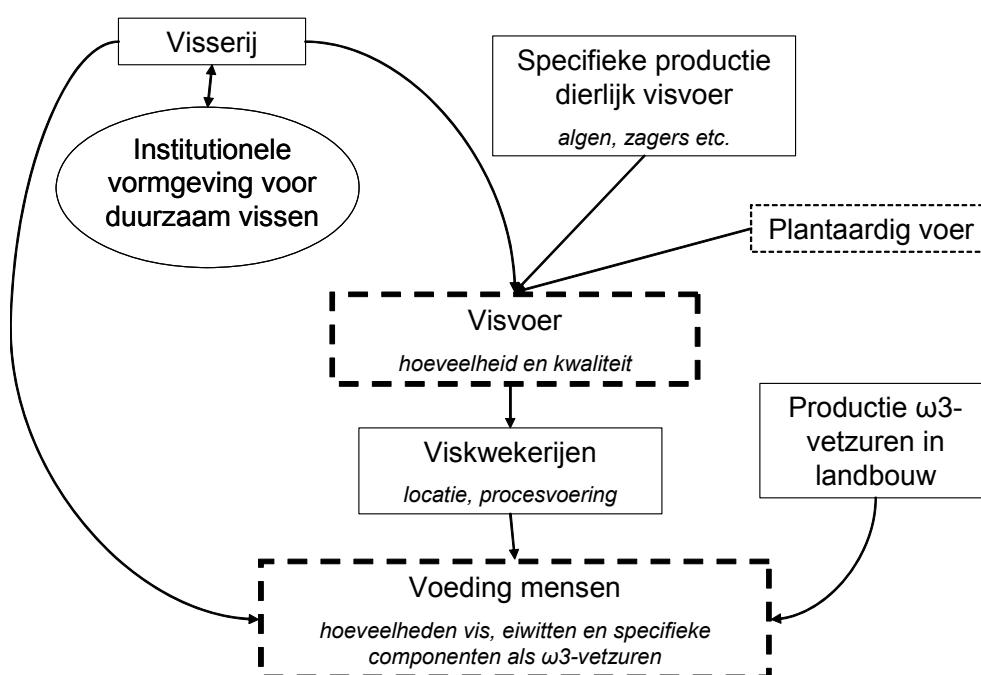 Visserij
Specifieke productie
dierlijk visvoer
algen, zagers etc.
Institutionele
vormgeving voor
duurzaam vissen
Plantaardig voer
Visvoer
hoeveelheid en kwaliteit
Productie ω3-
vetzuren in
landbouw
Viskwekerijen
locatie, procesvoering
Voeding mensen
hoeveelheden vis, eiwitten en specifieke
componenten als ω3-vetzuren